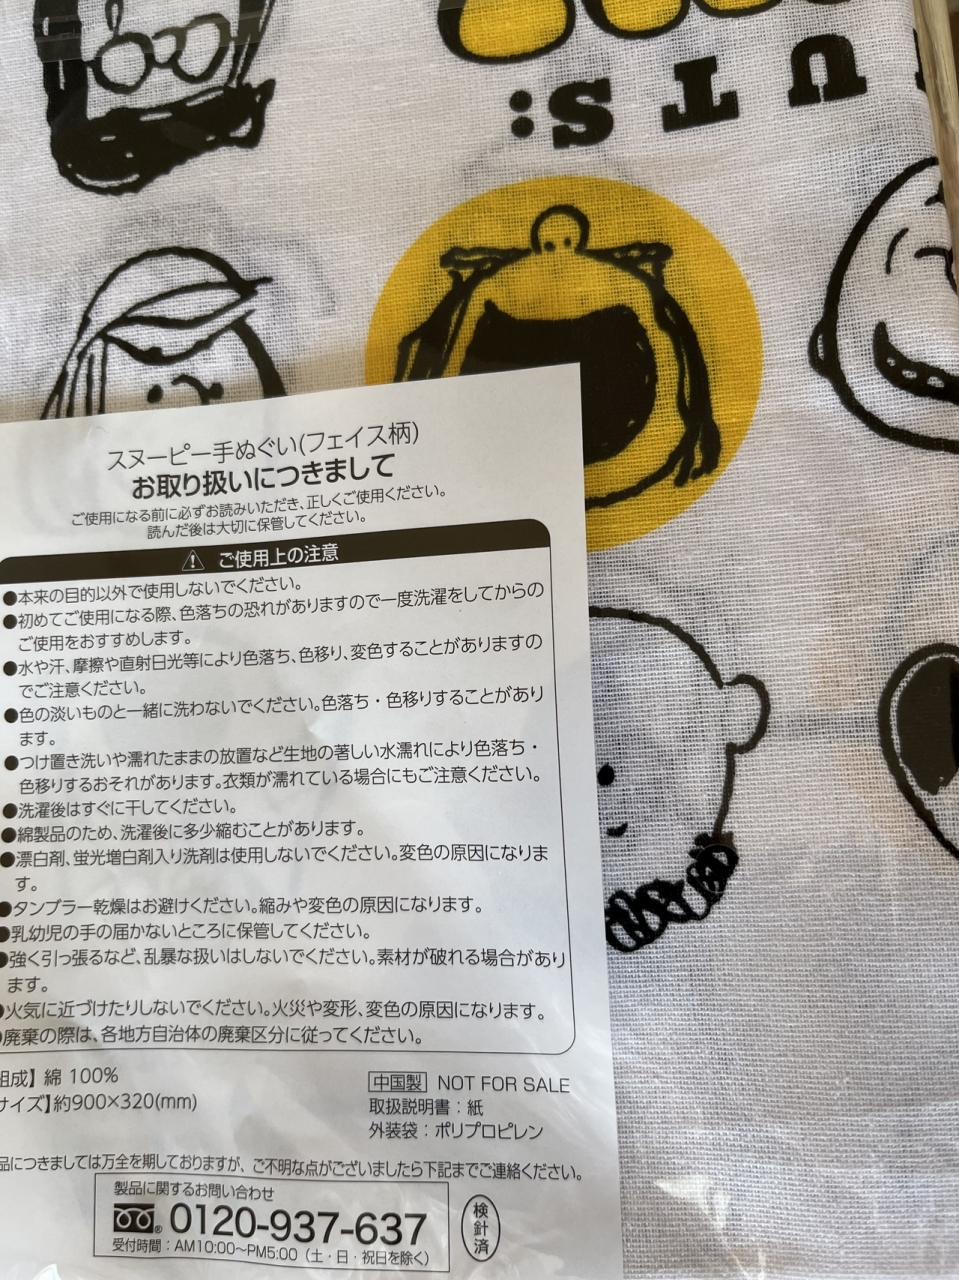 UTS:
スヌーピー手ぬぐい(フェイス柄)
お取り扱いにつきまして
ご使用になる前に必ずお読みいただき、正しくご使用ください。
読んだ後は大切に保管してください。
ご使用上の注意
●本来の目的以外で使用しないでください。
●初めてご使用になる際、色落ちの恐れがありますので一度洗濯をしてからの
ご使用をおすすめします。
●水や汗、摩擦や直射日光等により色落ち、色移り、変色することがありますの
でご注意ください。
●色の淡いものと一緒に洗わないでください。色落ち・色移りすることがあり
ます。
●つけ置き洗いや濡れたままの放置など生地の著しい水濡れにより色落ち・
色移りするおそれがあります。衣類が濡れている場合にもご注意ください。
●洗濯後はすぐに干してください。
●綿製品のため、洗濯後に多少縮むことがあります。
●漂白剤、蛍光増白剤入り洗剤は使用しないでください。変色の原因になりま
す。
●タンブラー乾燥はお避けください。縮みや変色の原因になります。
●乳幼児の手の届かないところに保管してください。
●強く引っ張るなど、乱暴な扱いはしないでください。素材が破れる場合があり
ます。
●火気に近づけたりしないでください。火災や変形、変色の原因になります。
●廃棄の際は、各地方自治体の廃棄区分に従ってください。
組成】綿 100%
サイズ】約900×320(mm)
中国製 NOT FOR SALE
取扱説明書:紙
外装袋:ポリプロピレン
品につきましては万全を期しておりますが、ご不明な点がございましたら下記までご連絡ください。
製品に関するお問い合わせ
0120-937-637
受付時間:AM10:00~PM5:00(土・日・祝日を除く)
検針済